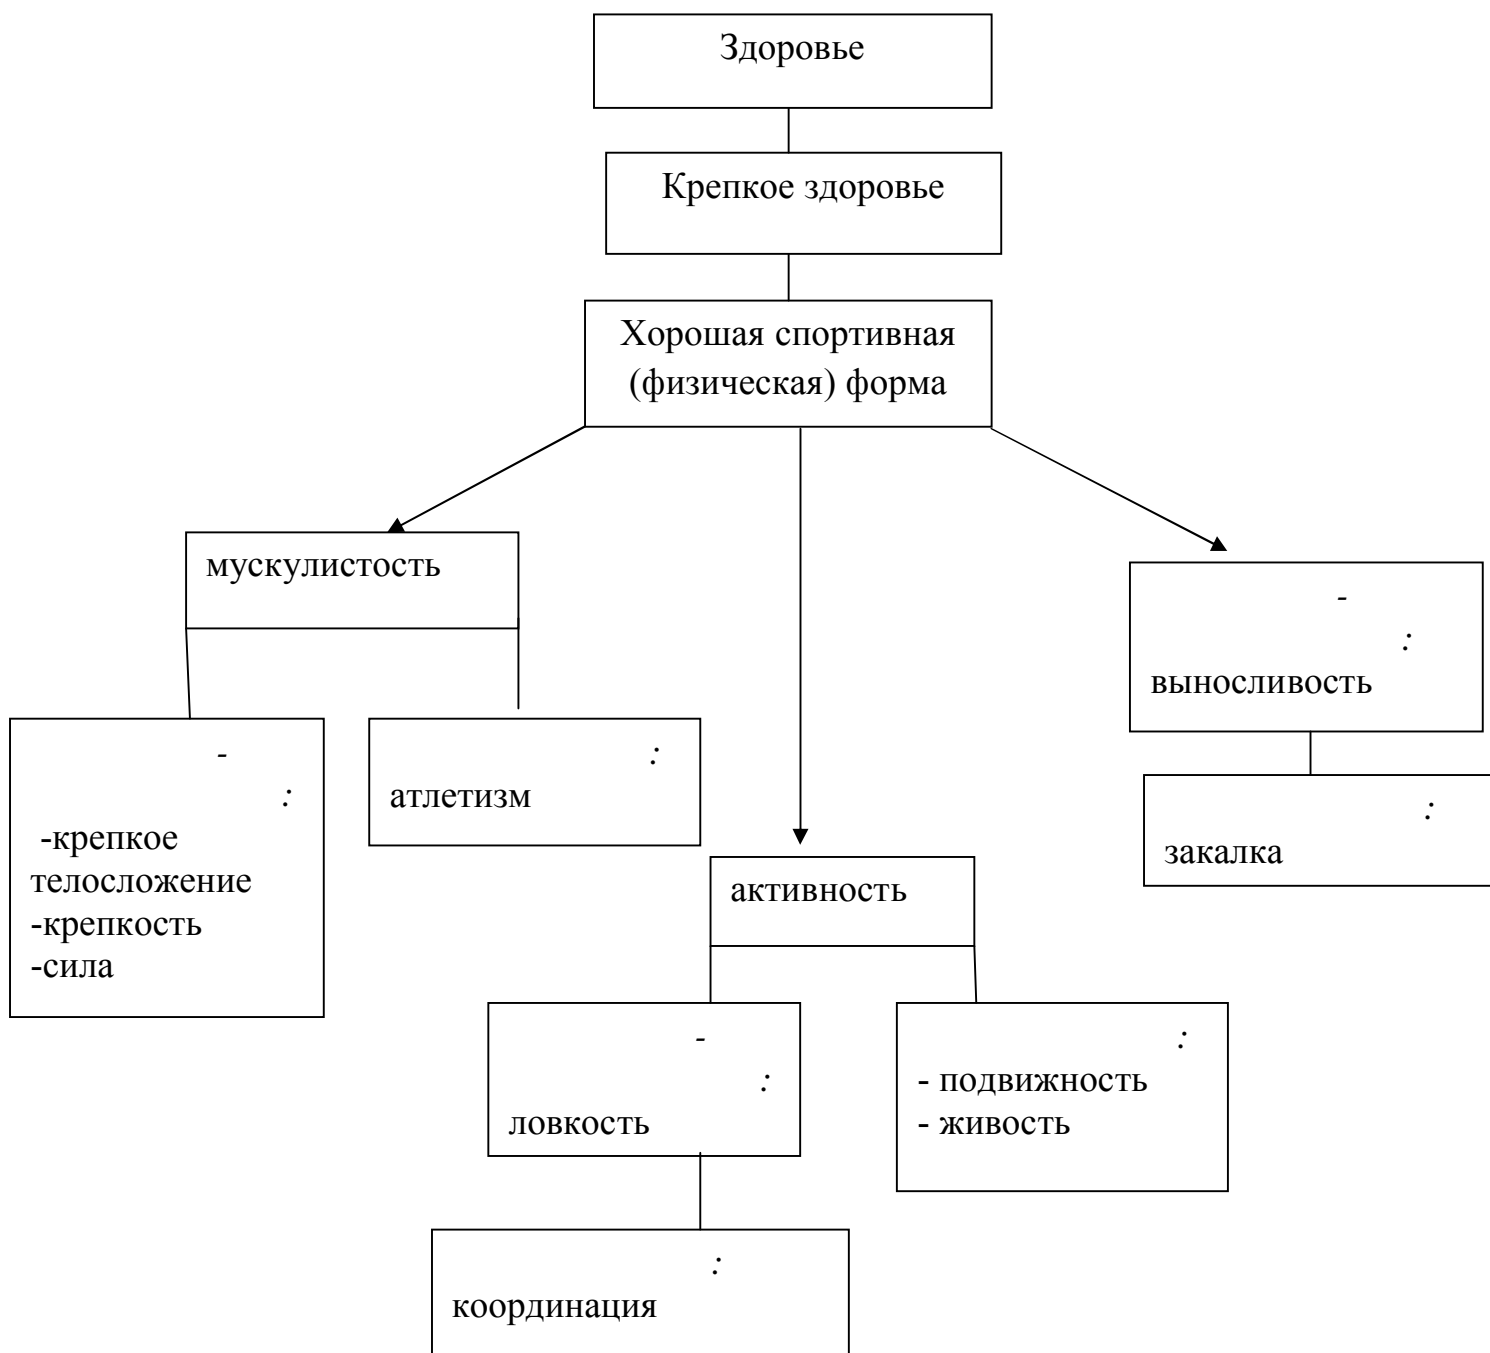 Здоровье
Крепкое здоровье
Хорошая спортивная
(физическая) форма
мускулистость
-
:
выносливость
-
:
-крепкое
телосложение
-крепкость
-сила
:
атлетизм
:
закалка
активность
-
:
ловкость
:
- подвижность
- живость
:
координация